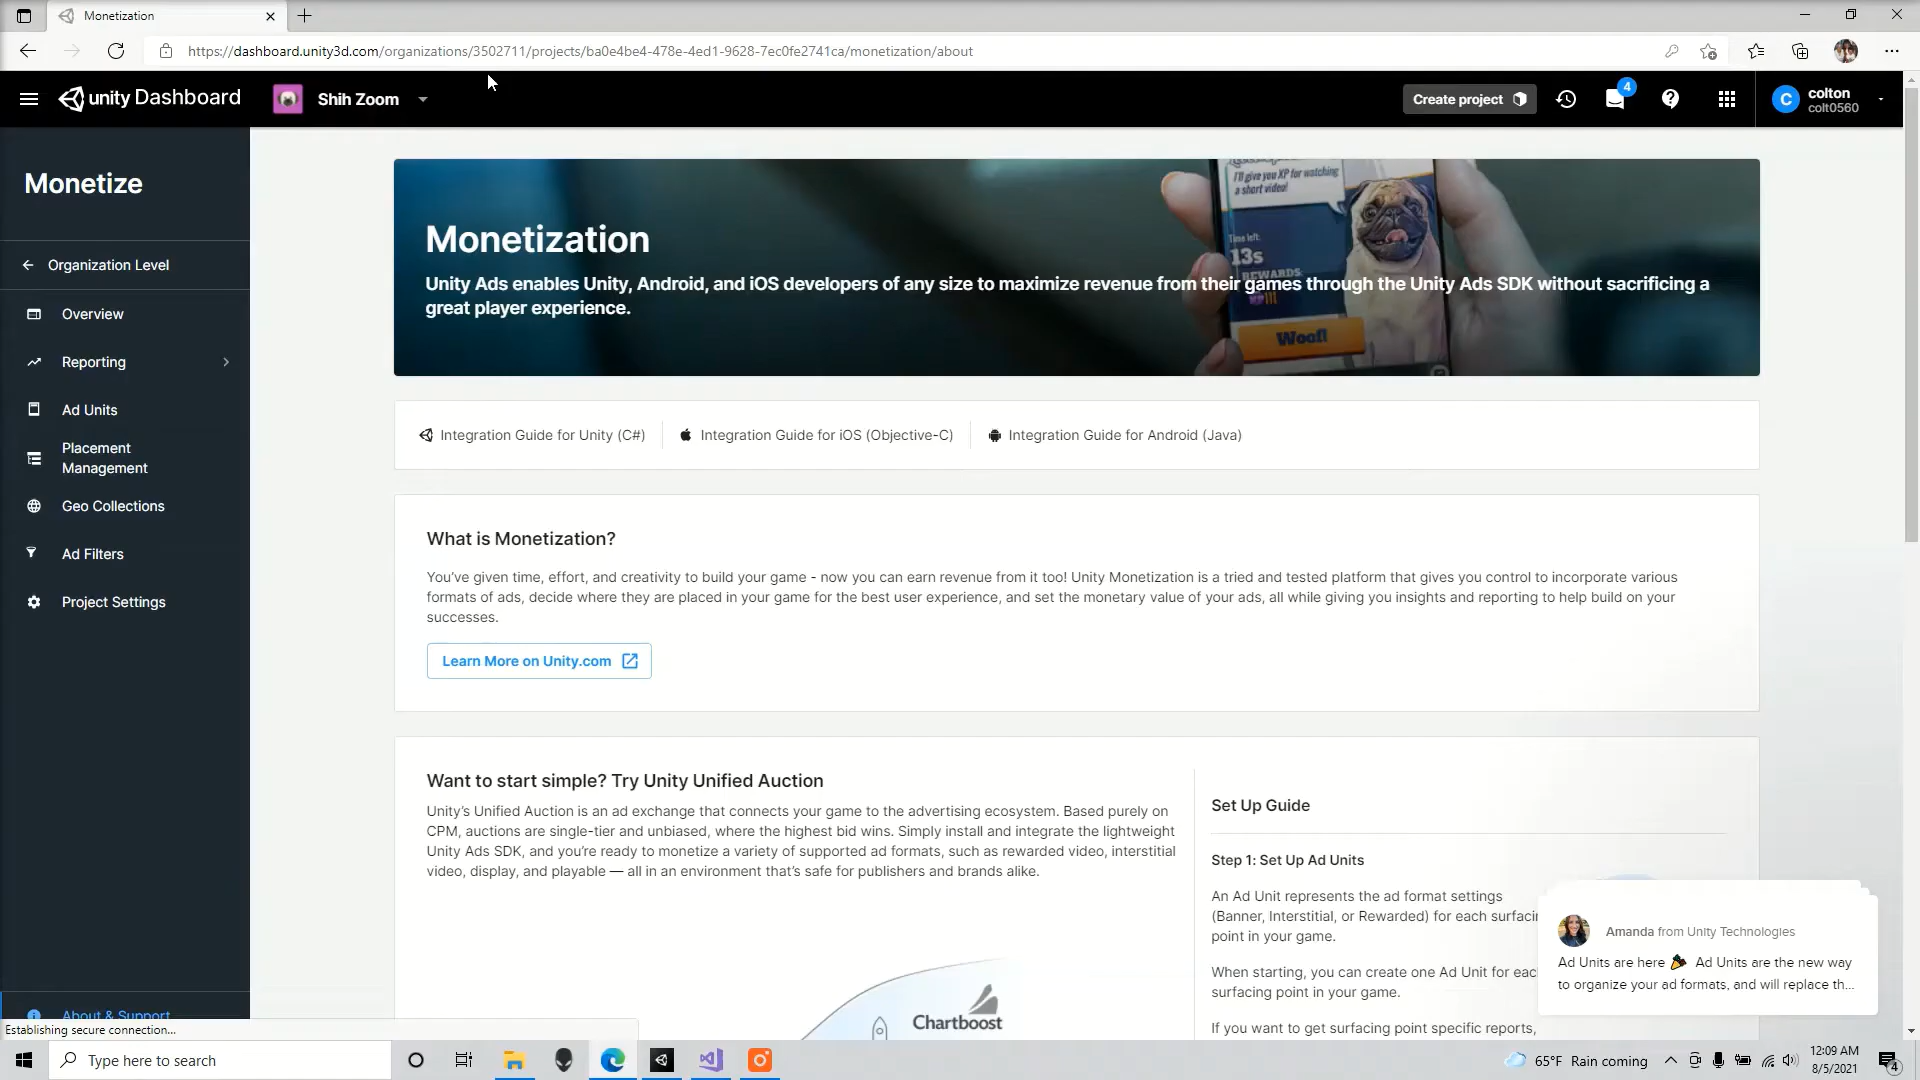 Monetization
https://dashboard.unity3d.com/organizations/3502711/projects/ba0e4be4-478e-4ed1-9628-7ec0fe2741ca/monetization/about
unity Dashboard
Shih Zoom
Create project
4
C
colton
colt0560
Monetize
Organization Level
Overview
Reporting
Ad Units
Placement
Management
Geo Collections
Ad Filters
Project Settings
About & Support
Establishing secure connection...
I'll give you XP for watching
a short video!
Time left:
13s
REWARDS
Woof!
Monetization
Unity Ads enables Unity, Android, and iOS developers of any size to maximize revenue from their games through the Unity Ads SDK without sacrificing a
great player experience.
Integration Guide for Unity (C#)
Integration Guide for iOS (Objective-C)
Integration Guide for Android (Java)
What is Monetization?
You've given time, effort, and creativity to build your game - now you can earn revenue from it too! Unity Monetization is a tried and tested platform that gives you control to incorporate various
formats of ads, decide where they are placed in your game for the best user experience, and set the monetary value of your ads, all while giving you insights and reporting to help build on your
successes.
Learn More on Unity.com
Want to start simple? Try Unity Unified Auction
Unity's Unified Auction is an ad exchange that connects your game to the advertising ecosystem. Based purely on
CPM, auctions are single-tier and unbiased, where the highest bid wins. Simply install and integrate the lightweight
Unity Ads SDK, and you're ready to monetize a variety of supported ad formats, such as rewarded video, interstitial
video, display, and playable — all in an environment that's safe for publishers and brands alike.
Chartboost
Set Up Guide
Step 1: Set Up Ad Units
An Ad Unit represents the ad format settings
(Banner, Interstitial, or Rewarded) for each surfacin
point in your game.
When starting, you can create one Ad Unit for eac
surfacing point in your game.
If you want to get surfacing point specific reports,
Amanda from Unity Technologies
Ad Units are here 🎉 Ad Units are the new way
to organize your ad formats, and will replace th...
Type here to search
65°F Rain coming
12:09 AM
8/5/2021
4